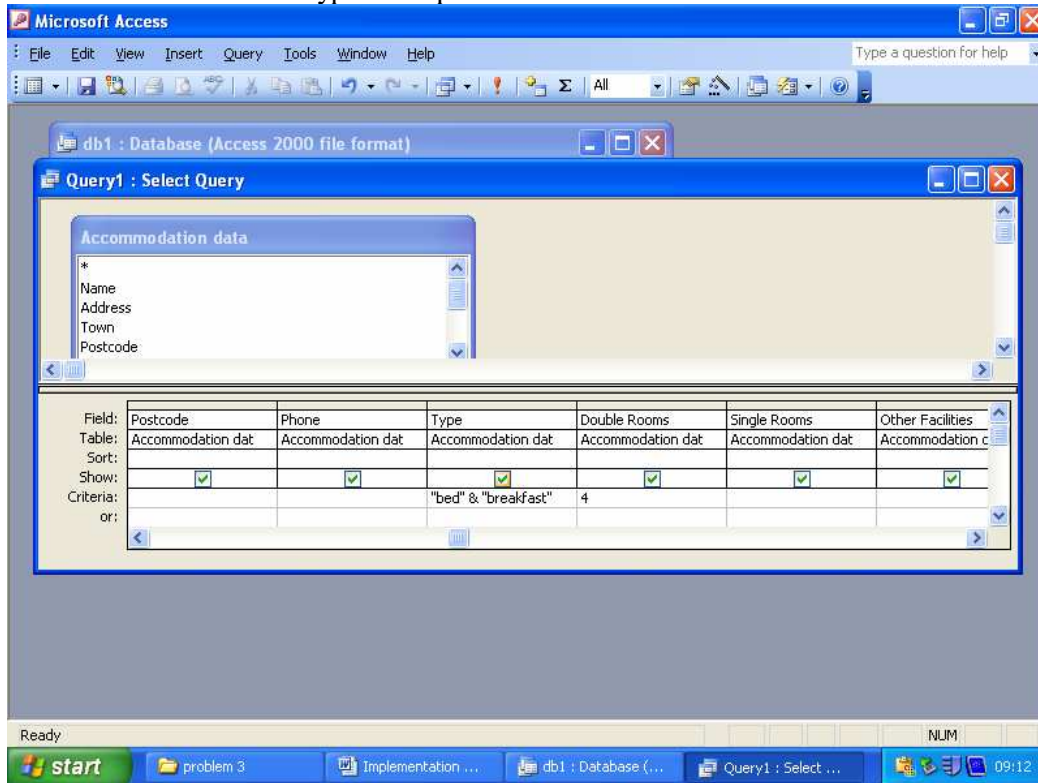 Microsoft Access
File Edit View Insert Query Tools Window Help Type a question for help
All
db1 : Database (Access 2000 file format)
Query1 : Select Query
Accommodation data
*
Name
Address
Town
Postcode
Field: Postcode Phone Type Double Rooms Single Rooms Other Facilities
Table: Accommodation dat Accommodation dat Accommodation dat Accommodation dat Accommodation dat Accommodation d
Sort:
Show:
Criteria: "bed" & "breakfast" 4
or:
Ready NUM
start problem 3 Implementation ... db1 : Database (... Query1 : Select ... 09:12